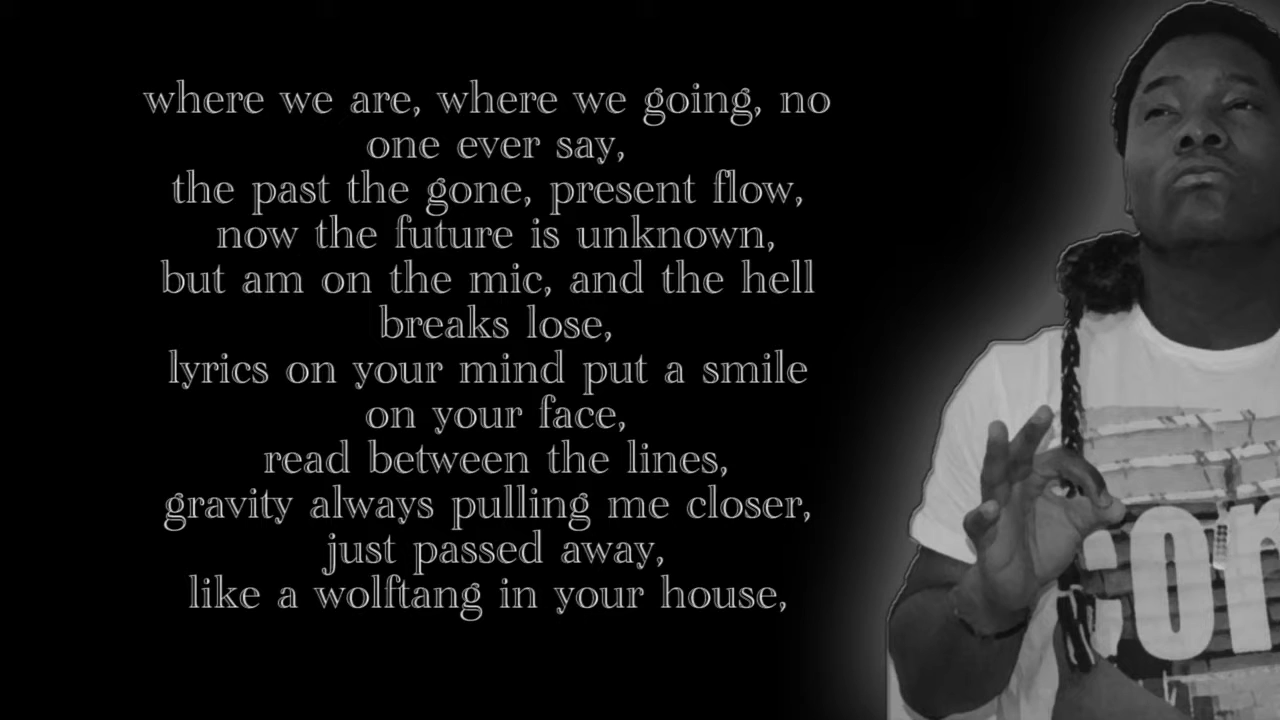 where we are, where we going, no
one ever say,
the past the gone, present flow,
now the future is unknown,
but am on the mic, and the hell
breaks lose,
lyrics on your mind put a smile
on your face,
read between the lines,
gravity always pulling me closer,
just passed away,
like a wolftang in your house,
con